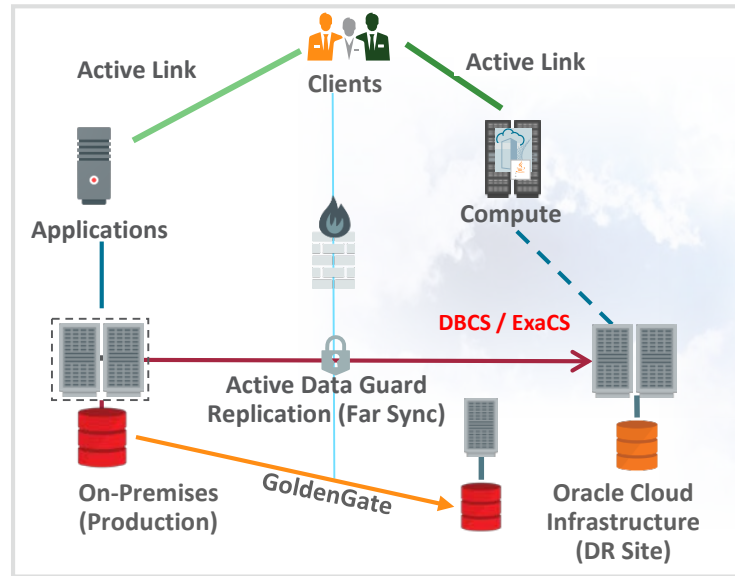 Active Link
Clients
Active Link
Applications
Compute
DBCS / ExaCS
Active Data Guard
Replication (Far Sync)
GoldenGate
On-Premises
(Production)
Oracle Cloud
Infrastructure
(DR Site)